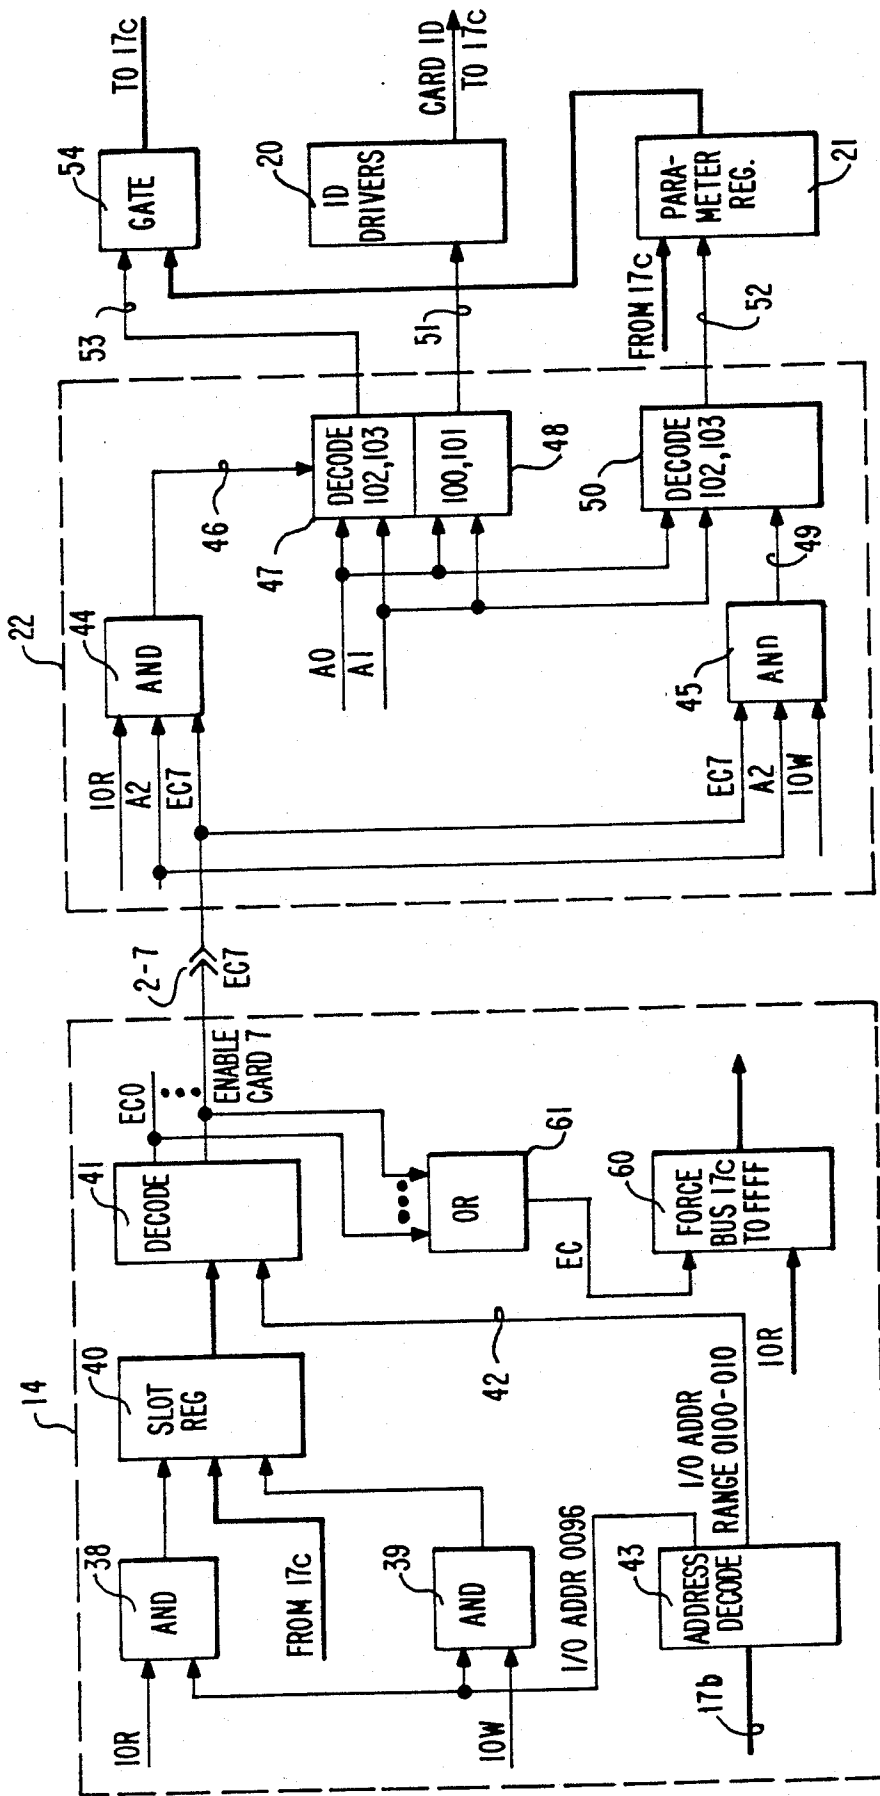 14
IOR
38
AND
FROM 17c
40
SLOT
REG
41
DECODE
EC0
ENABLE
CARD 7
39
AND
IOW
I/O ADDR 0096
42
OR
61
EC
43
ADDRESS
DECODE
17b
I/O ADDR
RANGE 0100-010
IOR
60
FORCE
BUS 17c
TO FFFF
2-7
EC7
22
IOR
A2
EC7
44
AND
46
A0
A1
47
DECODE
102,103
100,101
48
EC7
A2
IOW
45
AND
49
50
DECODE
102,103
53
54
GATE
TO 17c
51
20
ID
DRIVERS
CARD ID
TO 17c
FROM 17c
52
PARA-
METER
REG.
21